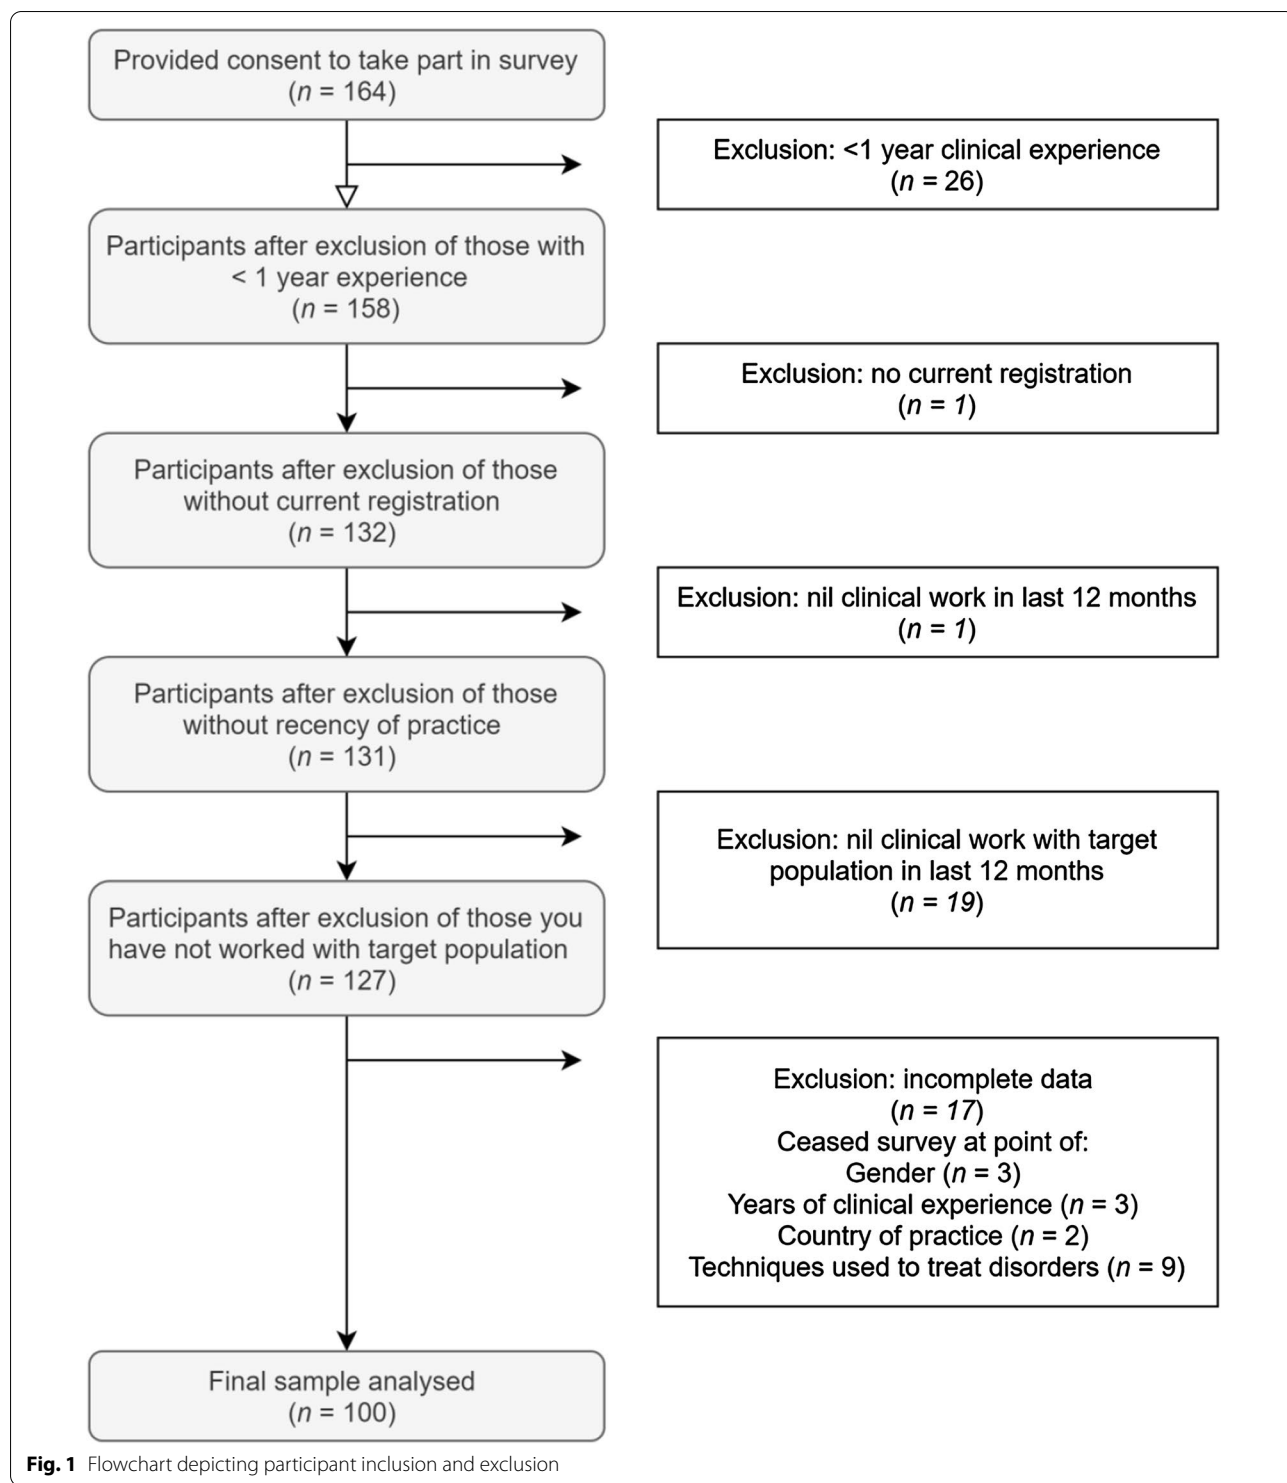 Provided consent to take part in survey
(n = 164)
Exclusion: <1 year clinical experience
(n = 26)
Participants after exclusion of those with
< 1 year experience
(n = 158)
Exclusion: no current registration
(n = 1)
Participants after exclusion of those
without current registration
(n = 132)
Exclusion: nil clinical work in last 12 months
(n = 1)
Participants after exclusion of those
without recency of practice
(n = 131)
Exclusion: nil clinical work with target
population in last 12 months
(n = 19)
Participants after exclusion of those you
have not worked with target population
(n = 127)
Exclusion: incomplete data
(n = 17)
Ceased survey at point of:
Gender (n = 3)
Years of clinical experience (n = 3)
Country of practice (n = 2)
Techniques used to treat disorders (n = 9)
Final sample analysed
(n = 100)
Fig. 1 Flowchart depicting participant inclusion and exclusion